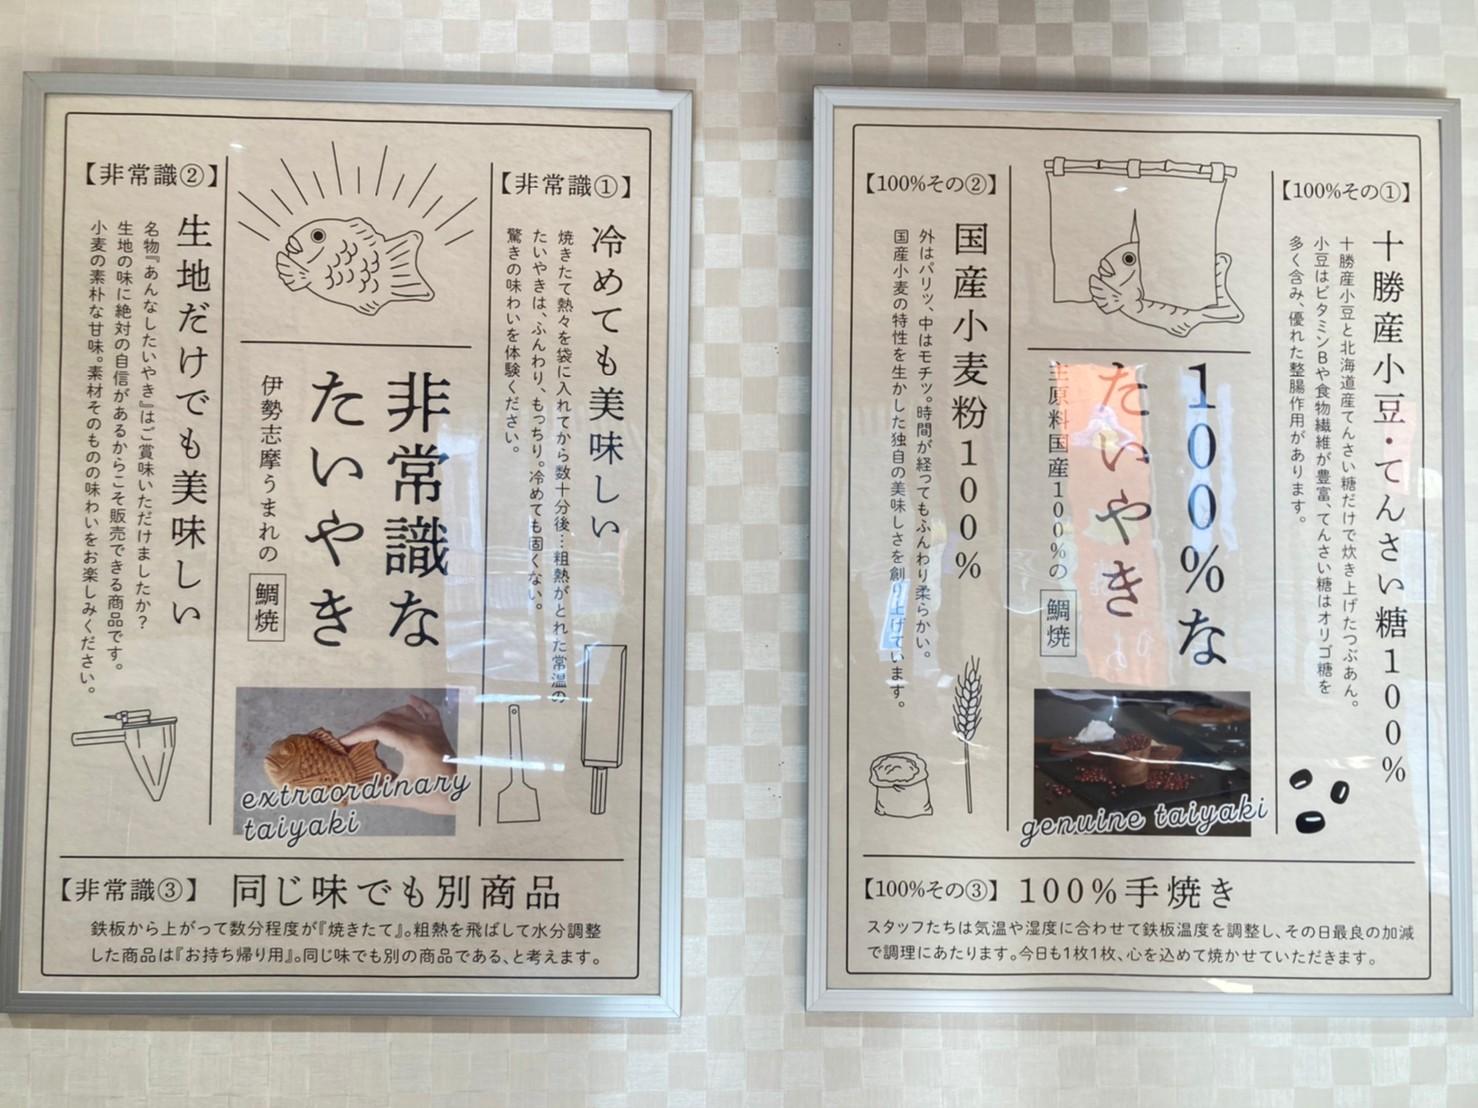 【非常識①】
冷めても美味しい
焼きたて熱々を袋に入れてから数十分後…粗熱がとれた常温の
たいやきは、ふんわり、もっちり。冷めても固くない。
驚きの味わいを体験ください。
非常識な
たいやき
伊勢志摩うまれの 鯛焼
extraordinary
taiyaki
【非常識②】
生地だけでも美味しい
名物『あんなしたいやき』はご賞味いただけましたか?
生地の味に絶対の自信があるからこそ販売できる商品です。
小麦の素朴な甘味。素材そのものの味わいをお楽しみください。
【非常識③】 同じ味でも別商品
鉄板から上がって数分程度が『焼きたて』。粗熱を飛ばして水分調整
した商品は『お持ち帰り用』。同じ味でも別の商品である、と考えます。
【100%その①】
十勝産小豆・てんさい糖100%
十勝産小豆と北海道産てんさい糖だけで炊き上げたつぶあん。
小豆はビタミンBや食物繊維が豊富、てんさい糖はオリゴ糖を
多く含み、優れた整腸作用があります。
100%な
たいやき
主原料国産100%の 鯛焼
genuine taiyaki
【100%その②】
国産小麦粉100%
外はパリッ、中はモチッ。時間が経ってもふんわり柔らかい。
国産小麦の特性を生かした独自の美味しさを創り上げています。
【100%その③】 100%手焼き
スタッフたちは気温や湿度に合わせて鉄板温度を調整し、その日最良の加減
で調理にあたります。今日も1枚1枚、心を込めて焼かせていただきます。